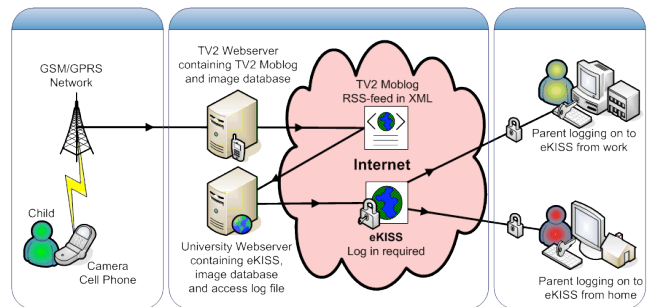 GSM/GPRS
Network
Child
Camera
Cell Phone
TV2 Webserver
containing TV2 Moblog
and image database
University Webserver
containing eKISS,
image database
and access log file
TV2 Moblog
RSS-feed in XML
Internet
eKISS
Log in required
Parent logging on to
eKISS from work
Parent logging on to
eKISS from home